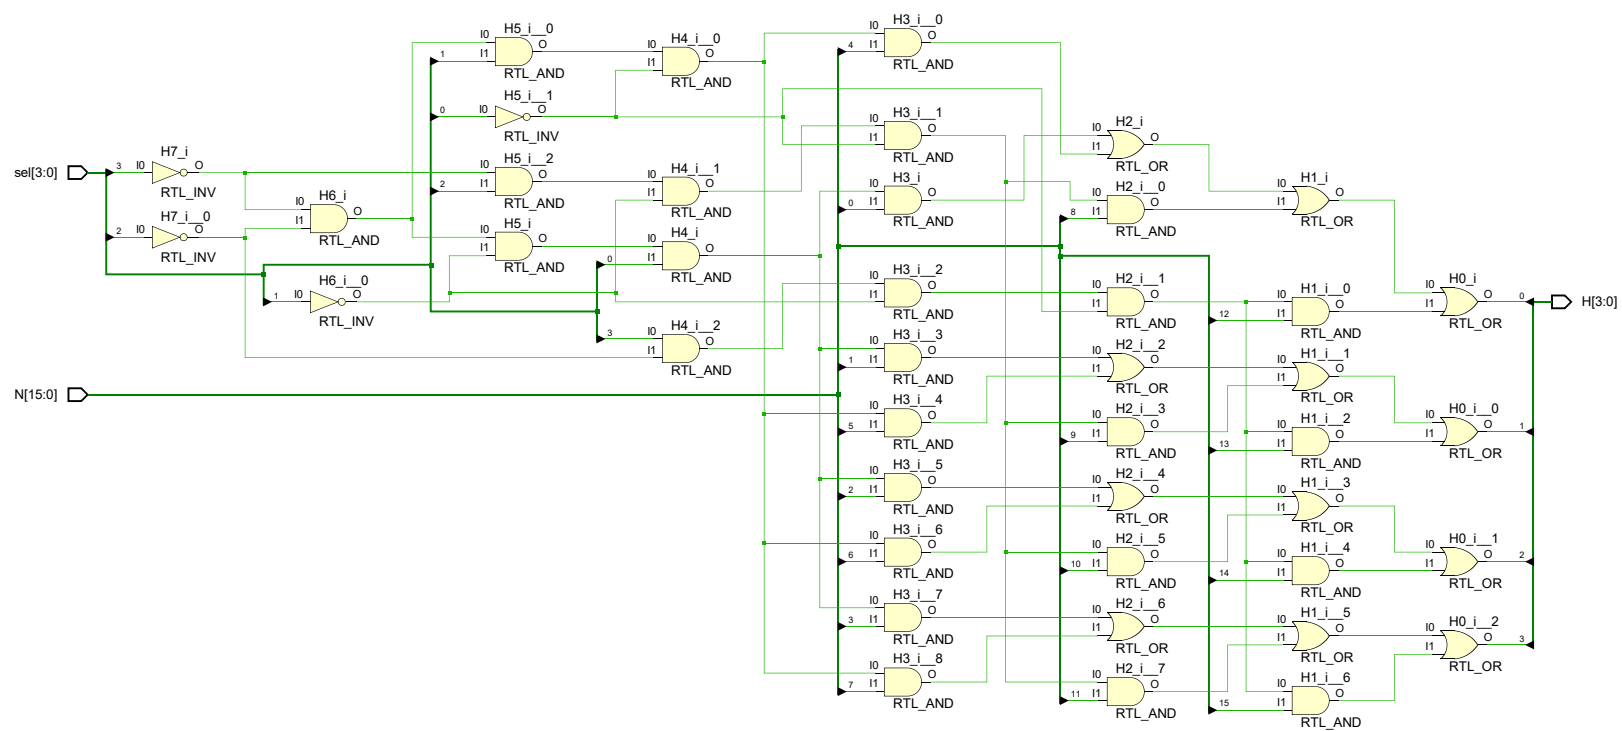 sel[3:0]
N[15:0]
3
H7_i
I0
O
RTL_INV
2
H7_i__0
I0
O
RTL_INV
H6_i
I0
I1
O
RTL_AND
1
H6_i__0
I0
O
RTL_INV
H5_i__0
I0
O
1
I1
RTL_AND
H5_i__1
0
I0
O
RTL_INV
H5_i__2
I0
O
2
I1
RTL_AND
H5_i
I0
O
I1
RTL_AND
H4_i__0
I0
O
I1
RTL_AND
H4_i__1
I0
O
I1
RTL_AND
H4_i
I0
O
0
I1
RTL_AND
H4_i__2
3
I0
O
I1
RTL_AND
H3_i__0
I0
O
4
I1
RTL_AND
H3_i__1
I0
O
I1
RTL_AND
H3_i
I0
O
0
I1
RTL_AND
H3_i__2
I0
O
I1
RTL_AND
H3_i__3
I0
O
1
I1
RTL_AND
H3_i__4
I0
O
5
I1
RTL_AND
H3_i__5
I0
O
2
I1
RTL_AND
H3_i__6
I0
O
6
I1
RTL_AND
H3_i__7
I0
O
3
I1
RTL_AND
H3_i__8
I0
O
7
I1
RTL_AND
H2_i
I0
O
I1
RTL_OR
H2_i__0
I0
O
8
I1
RTL_AND
H2_i__1
I0
O
I1
RTL_AND
H2_i__2
I0
O
I1
RTL_OR
H2_i__3
I0
O
9
I1
RTL_AND
H2_i__4
I0
O
I1
RTL_OR
H2_i__5
I0
O
10
I1
RTL_AND
H2_i__6
I0
O
I1
RTL_OR
H2_i__7
I0
O
11
I1
RTL_AND
H1_i
I0
O
I1
RTL_OR
H1_i__0
I0
O
12
I1
RTL_AND
H1_i__1
I0
O
I1
RTL_OR
H1_i__2
I0
O
13
I1
RTL_AND
H1_i__3
I0
O
I1
RTL_OR
H1_i__4
I0
O
14
I1
RTL_AND
H1_i__5
I0
O
I1
RTL_OR
H1_i__6
I0
O
15
I1
RTL_AND
H0_i
I0
O
0
I1
RTL_OR
H0_i__0
I0
O
1
I1
RTL_OR
H0_i__1
I0
O
2
I1
RTL_OR
H0_i__2
I0
O
3
I1
RTL_OR
H[3:0]